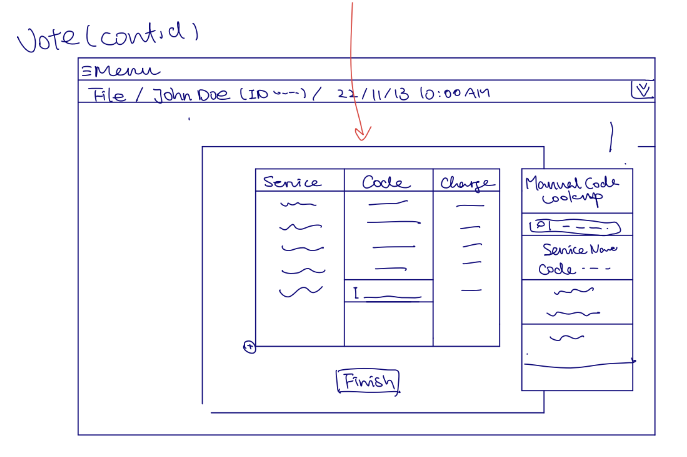 Vote (cont,d)
≡Menu
File / John Doe (ID ~~~) / 22/11/13 10:00 AM
Service Code Charge
Manual Code
Lookup
Service Name
Code ---
Finish